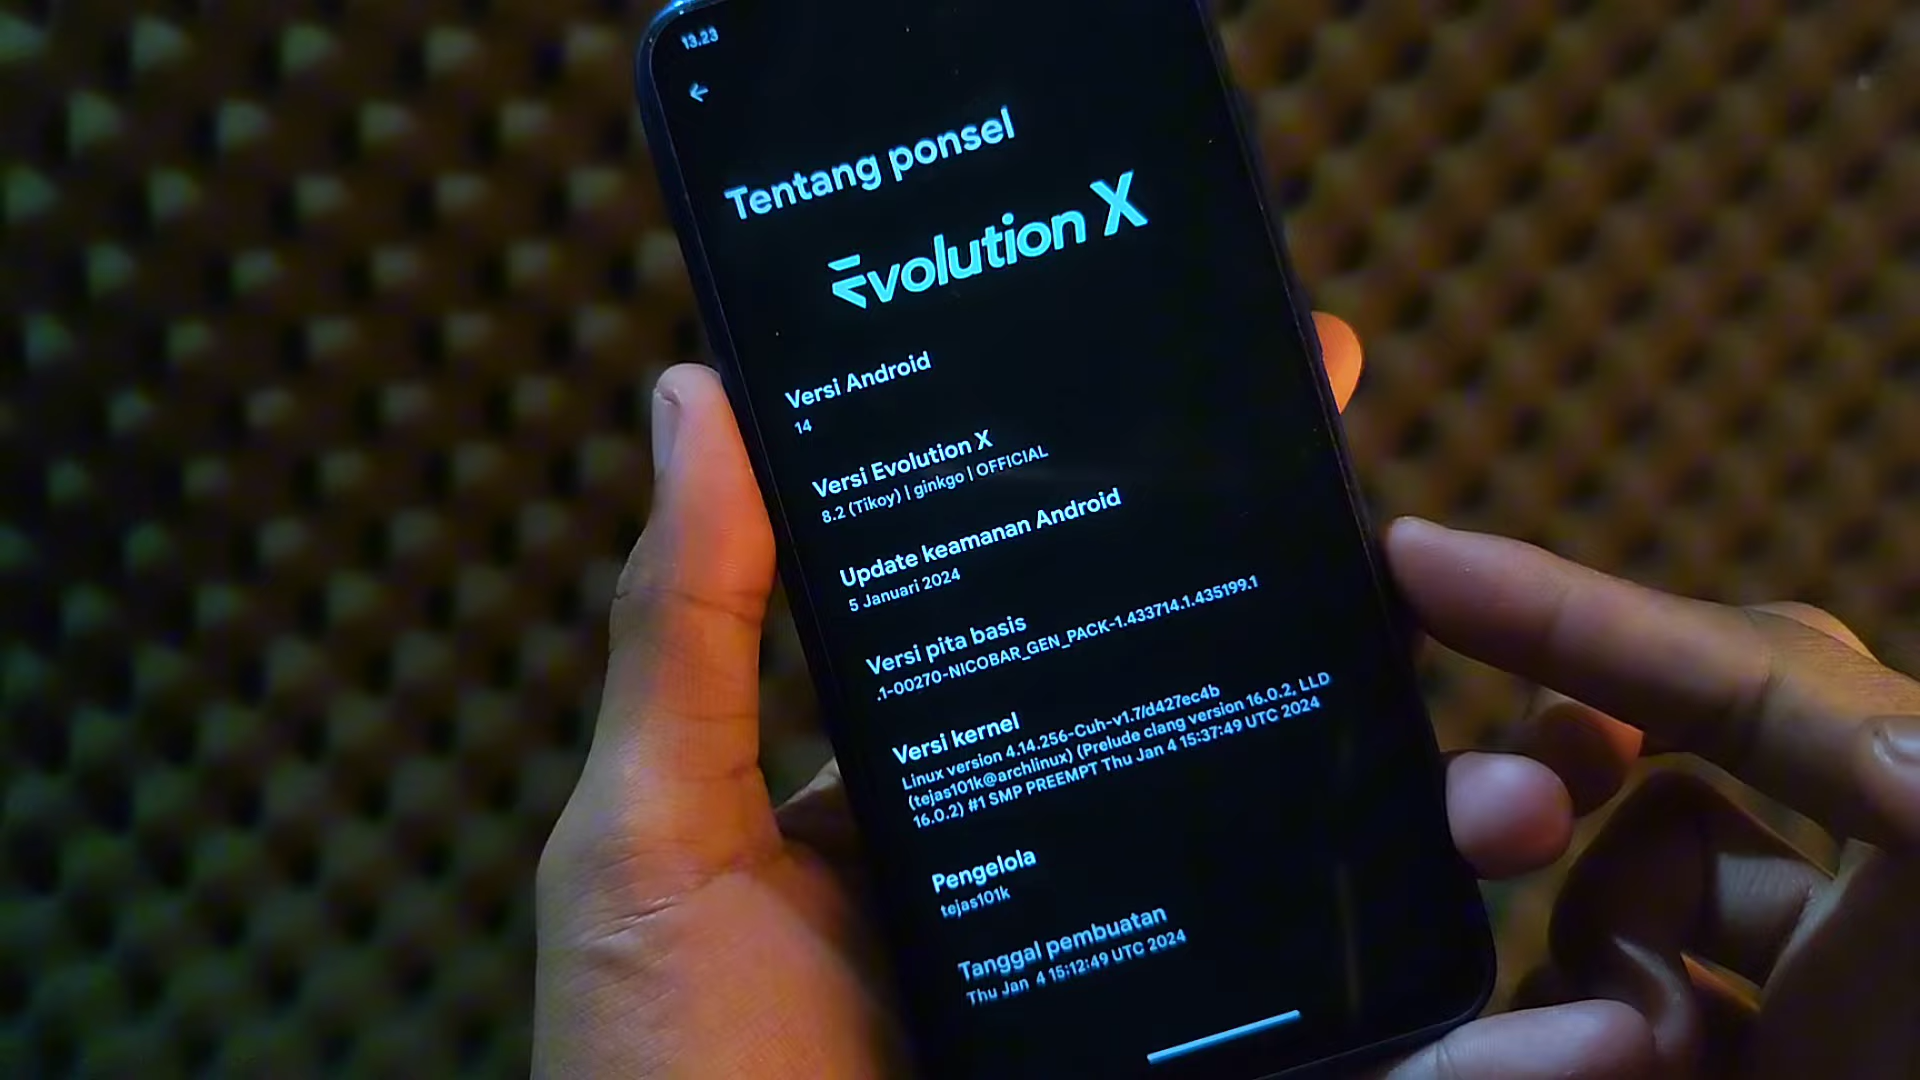 13.23
Tentang ponsel
Evolution X
Versi Android
14
Versi Evolution X
8.2 (Tikoy) | ginkgo | OFFICIAL
Update keamanan Android
5 Januari 2024
Versi pita basis
.1-00270-NICOBAR_GEN_PACK-1.433714.1.435199.1
Versi kernel
Linux version 4.14.256-Cuh-v1.7/d427ec4b
(tejas101k@archlinux) (Prelude clang version 16.0.2, LLD
16.0.2) #1 SMP PREEMPT Thu Jan 4 15:37:49 UTC 2024
Pengelola
tejas101k
Tanggal pembuatan
Thu Jan 4 15:12:49 UTC 2024